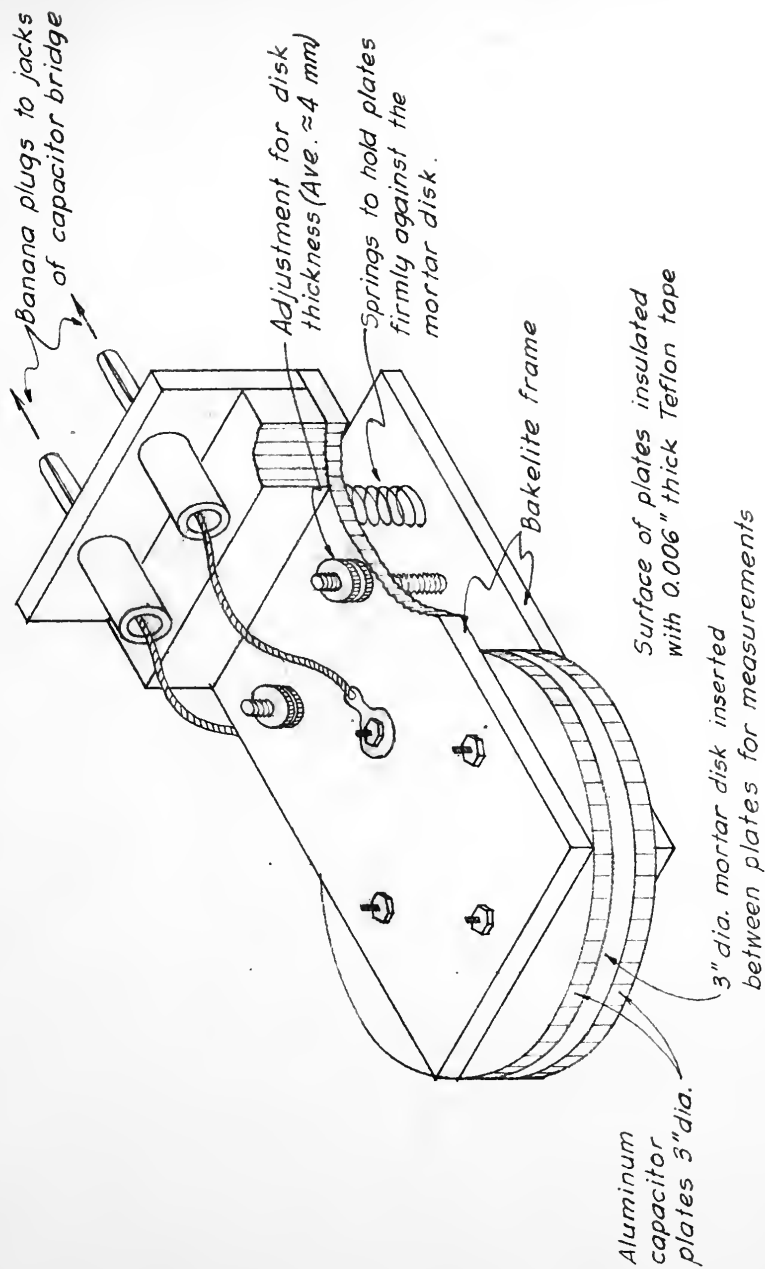 Banana plugs to jacks
of capacitor bridge
Adjustment for disk
thickness (Ave. ≈4 mm)
Springs to hold plates
firmly against the
mortar disk.
Bakelite frame
Surface of plates insulated
with 0.006" thick Teflon tape
3" dia. mortar disk inserted
between plates for measurements
Aluminum
capacitor
plates 3" dia.